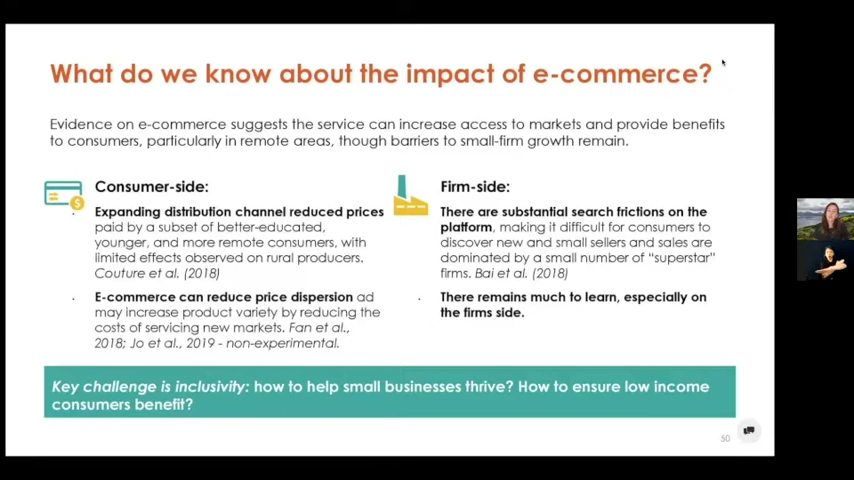 What do we know about the impact of e-commerce?
Evidence on e-commerce suggests the service can increase access to markets and provide benefits
to consumers, particularly in remote areas, though barriers to small-firm growth remain.
Consumer-side:
Expanding distribution channel reduced prices
paid by a subset of better-educated,
younger, and more remote consumers, with
limited effects observed on rural producers.
Couture et al. (2018)
E-commerce can reduce price dispersion ad
may increase product variety by reducing the
costs of servicing new markets. Fan et al.,
2018; Jo et al., 2019 - non-experimental.
Firm-side:
There are substantial search frictions on the
platform, making it difficult for consumers to
discover new and small sellers and sales are
dominated by a small number of “superstar”
firms. Bai et al. (2018)
There remains much to learn, especially on
the firms side.
Key challenge is inclusivity: how to help small businesses thrive? How to ensure low income
consumers benefit?
50